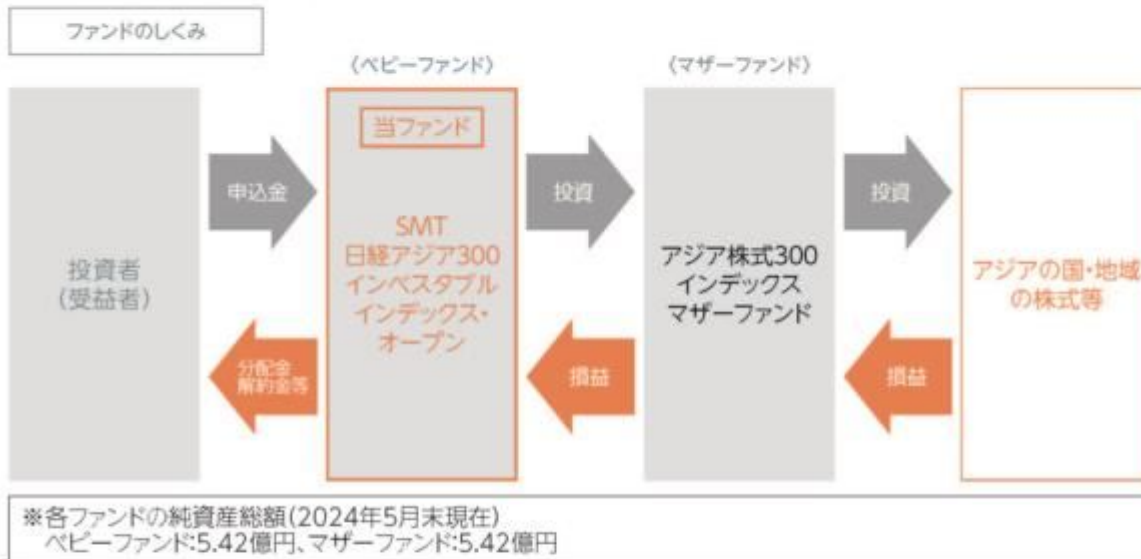 ファンドのしくみ
〈ベビーファンド〉
〈マザーファンド〉
投資者
(受益者)
申込金
分配金
解約金等
当ファンド
SMT
日経アジア300
インベスタブル
インデックス・
オープン
投資
損益
アジア株式300
インデックス
マザーファンド
投資
損益
アジアの国・地域
の株式等
※各ファンドの純資産総額(2024年5月末現在)
ベビーファンド:5.42億円、マザーファンド:5.42億円